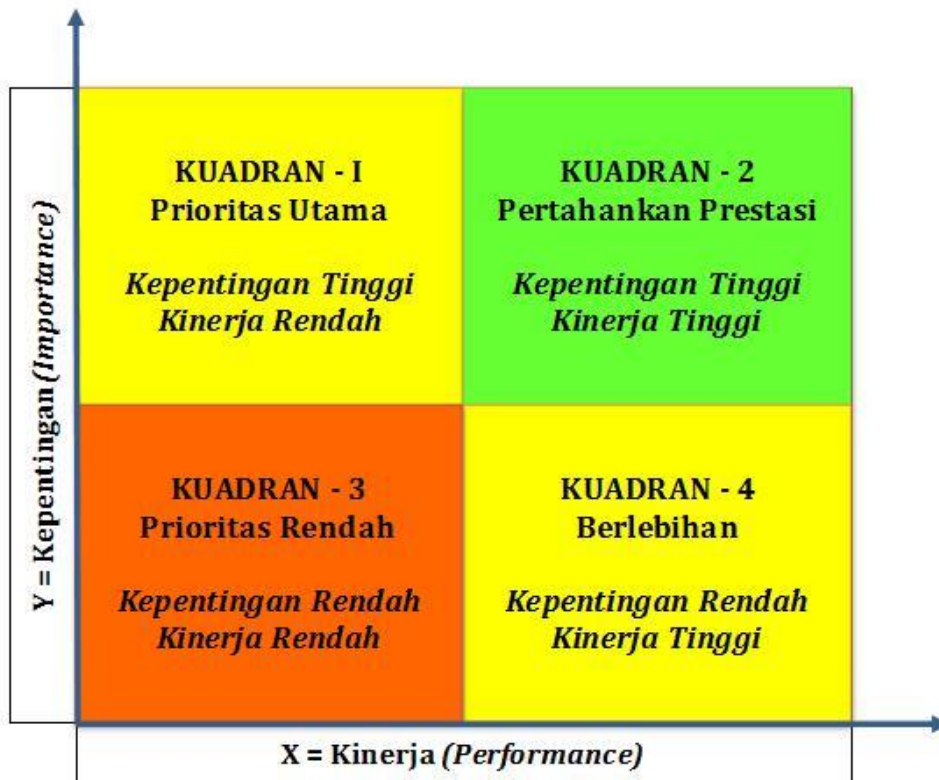 KUADRAN - I
Prioritas Utama
Kepentingan Tinggi
Kinerja Rendah
KUADRAN - 2
Pertahankan Prestasi
Kepentingan Tinggi
Kinerja Tinggi
KUADRAN - 3
Prioritas Rendah
Kepentingan Rendah
Kinerja Rendah
KUADRAN - 4
Berlebihan
Kepentingan Rendah
Kinerja Tinggi
Y = Kepentingan (Importance)
X = Kinerja (Performance)